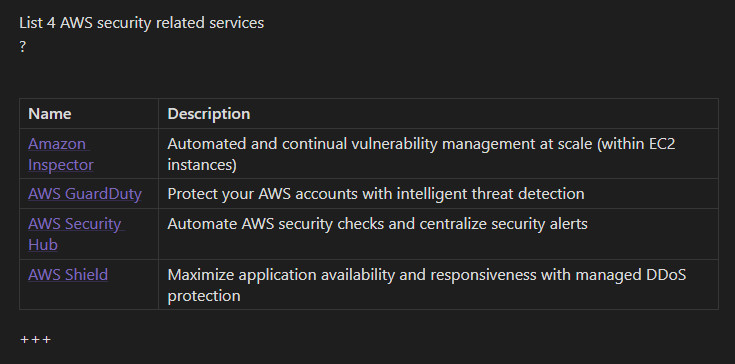 List 4 AWS security related services
?
Name Description
Amazon Automated and continual vulnerability management at scale (within EC2
Inspector instances)
AWS GuardDuty Protect your AWS accounts with intelligent threat detection
AWS Security Automate AWS security checks and centralize security alerts
Hub
AWS Shield Maximize application availability and responsiveness with managed DDoS
protection
+++